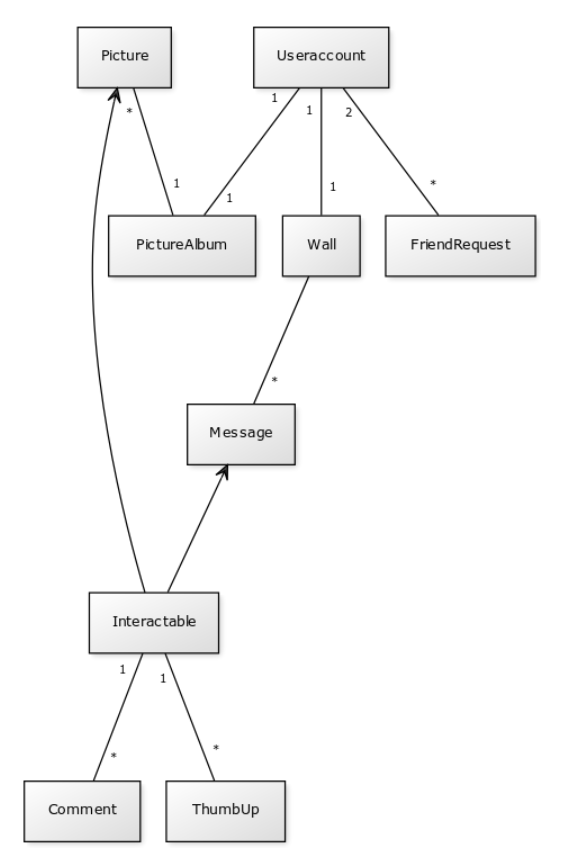 Picture
Useraccount
*
1
1
2
1
1
1
*
PictureAlbum
Wall
FriendRequest
*
Message
Interactable
1
1
*
*
Comment
ThumbUp